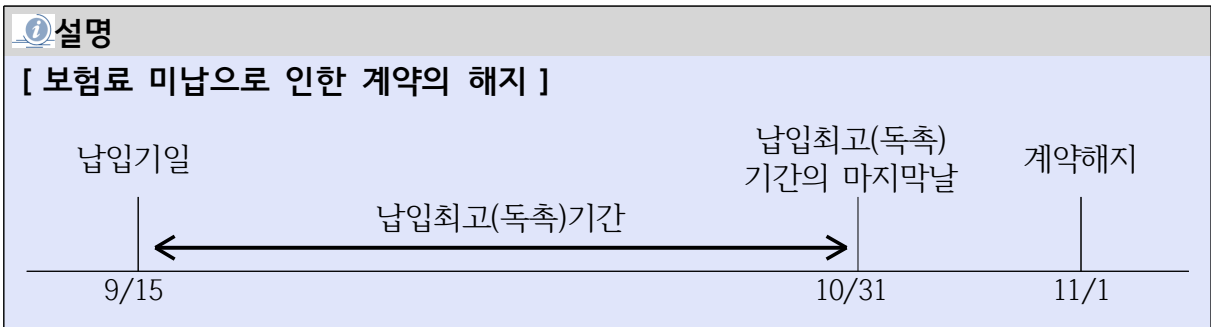 설명
[ 보험료 미납으로 인한 계약의 해지 ]
납입기일
납입최고(독촉)
기간의 마지막날
계약해지
납입최고(독촉)기간
9/15
10/31
11/1